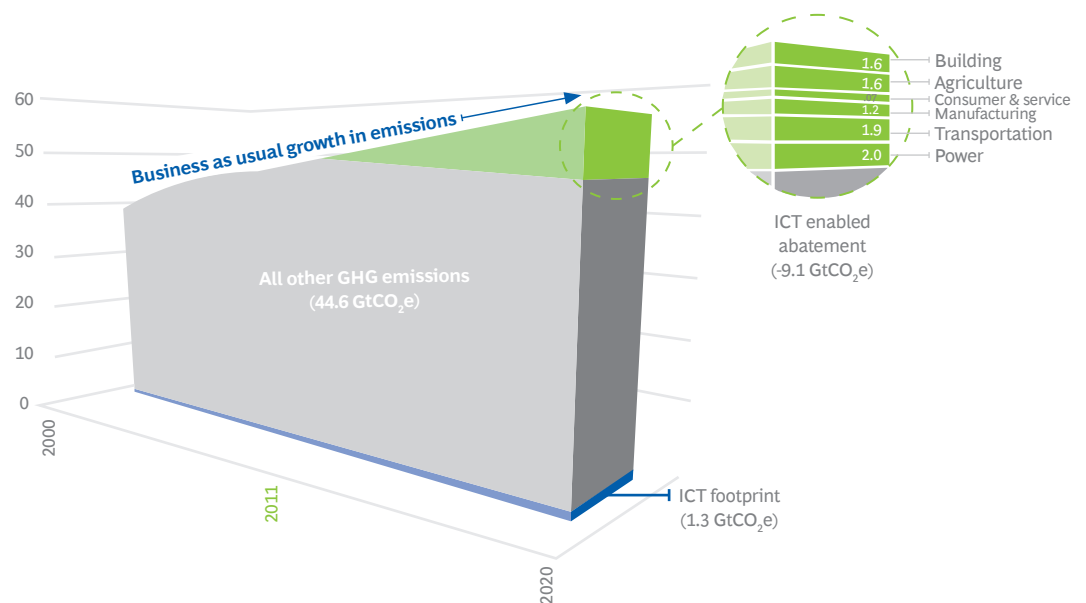 60
50
40
30
20
10
0
2000
2011
2020
Business as usual growth in emissions
All other GHG emissions
(44.6 GtCO₂e)
1.6
1.6
1.2
1.9
2.0
Building
Agriculture
Consumer & service
Manufacturing
Transportation
Power
ICT enabled
abatement
(-9.1 GtCO₂e)
ICT footprint
(1.3 GtCO₂e)